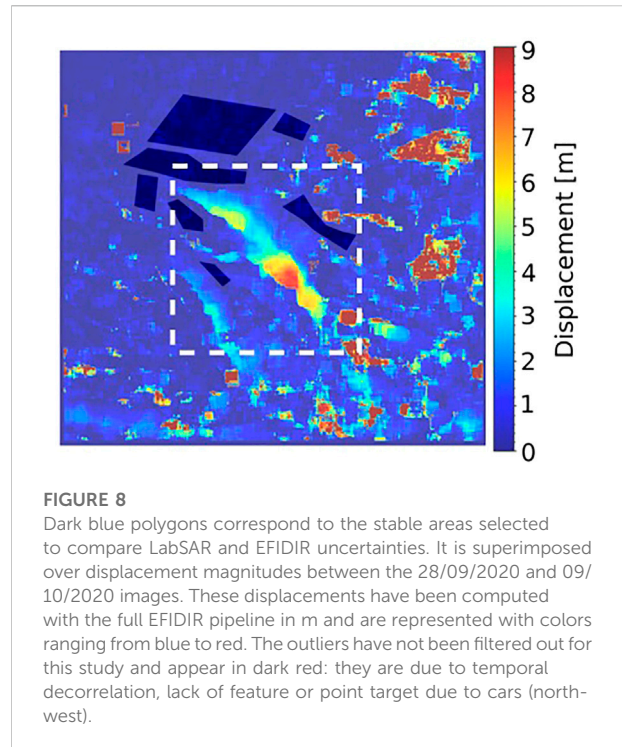 9
8
7
6
5
4
3
2
1
0
Displacement [m]
FIGURE 8
Dark blue polygons correspond to the stable areas selected
to compare LabSAR and EFIDIR uncertainties. It is superimposed
over displacement magnitudes between the 28/09/2020 and 09/
10/2020 images. These displacements have been computed
with the full EFIDIR pipeline in m and are represented with colors
ranging from blue to red. The outliers have not been filtered out for
this study and appear in dark red: they are due to temporal
decorrelation, lack of feature or point target due to cars (north-
west).